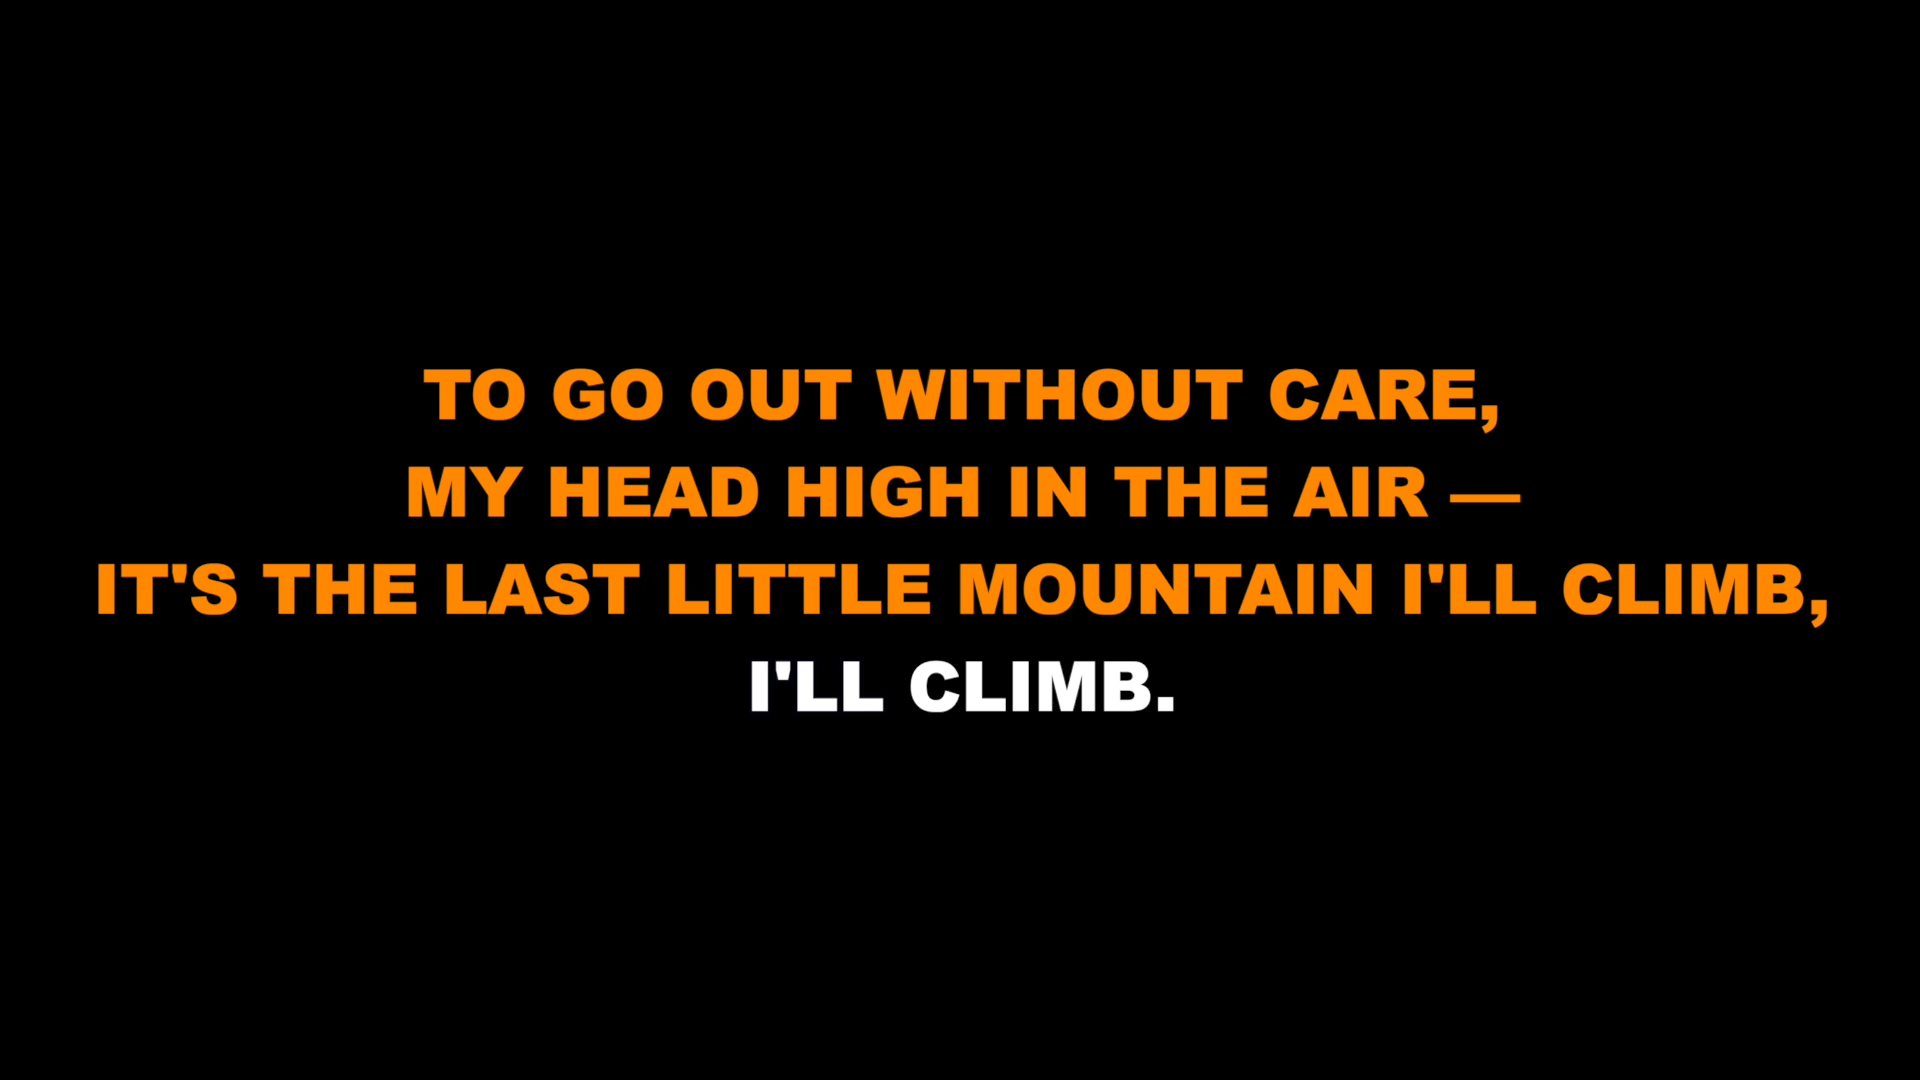 TO GO OUT WITHOUT CARE,
MY HEAD HIGH IN THE AIR —
IT'S THE LAST LITTLE MOUNTAIN I'LL CLIMB,
I'LL CLIMB.